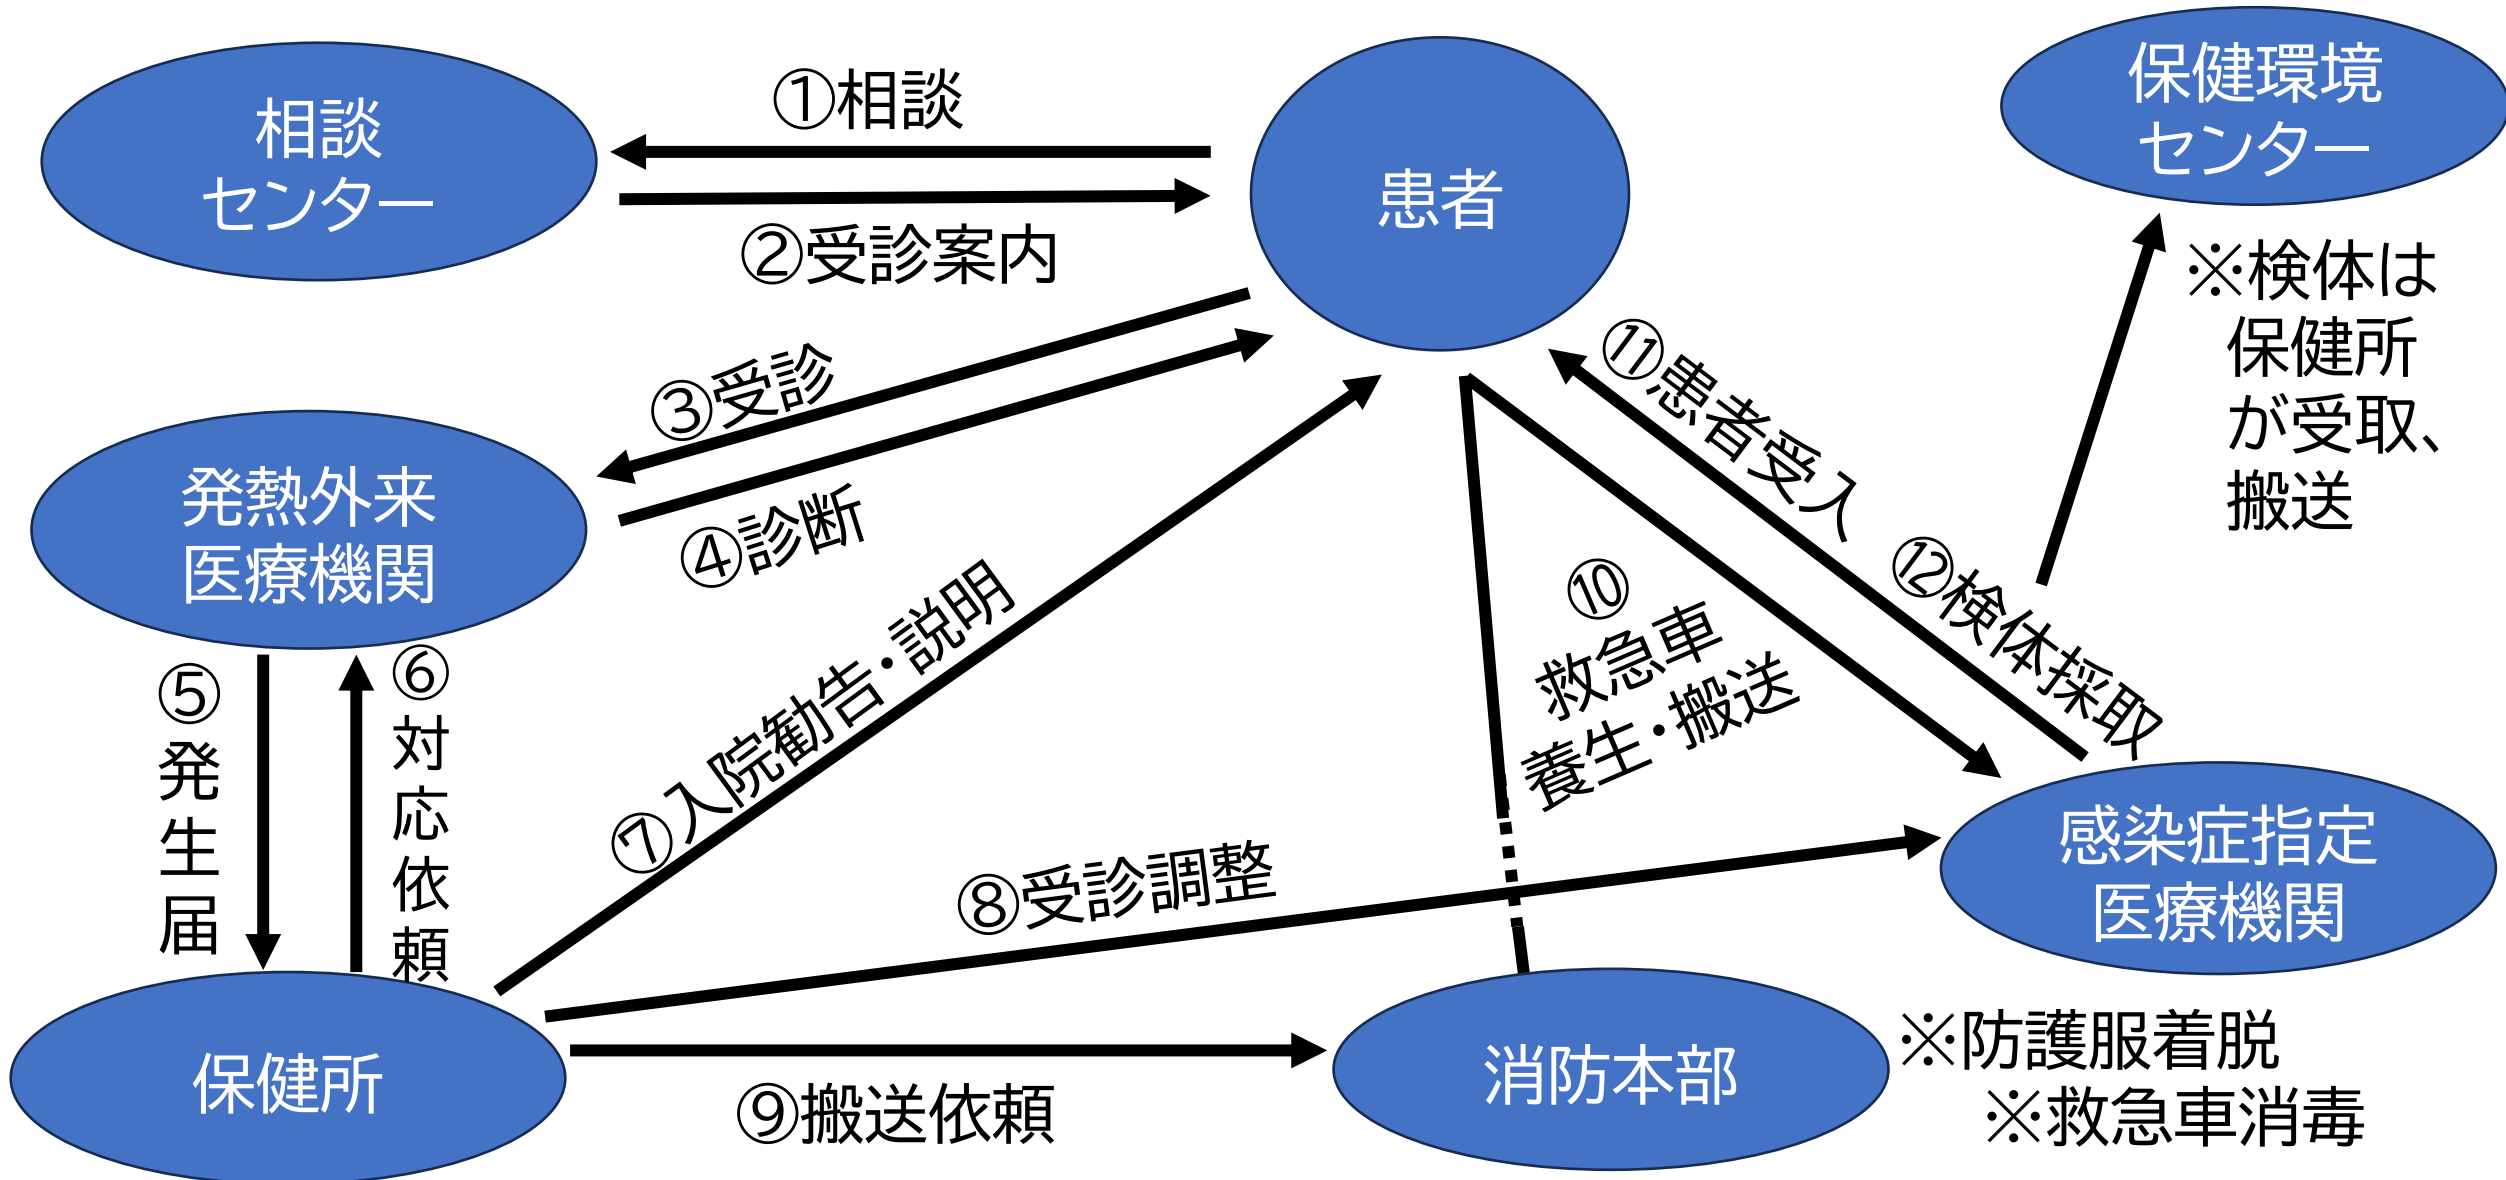 相談
センター
①相談
②受診案内
患者
保健環境
センター
※検体は
保健所
が受取、
搬送
発熱外来
医療機関
③受診
④診断
⑤発生届
⑥対応依頼
⑦入院勧告・説明
⑧受診調整
⑨搬送依頼
⑩
救急車
養生・搬送
⑪患者受入
⑫検体採取
感染症指定
医療機関
保健所
消防本部
※防護服着脱
※救急車消毒